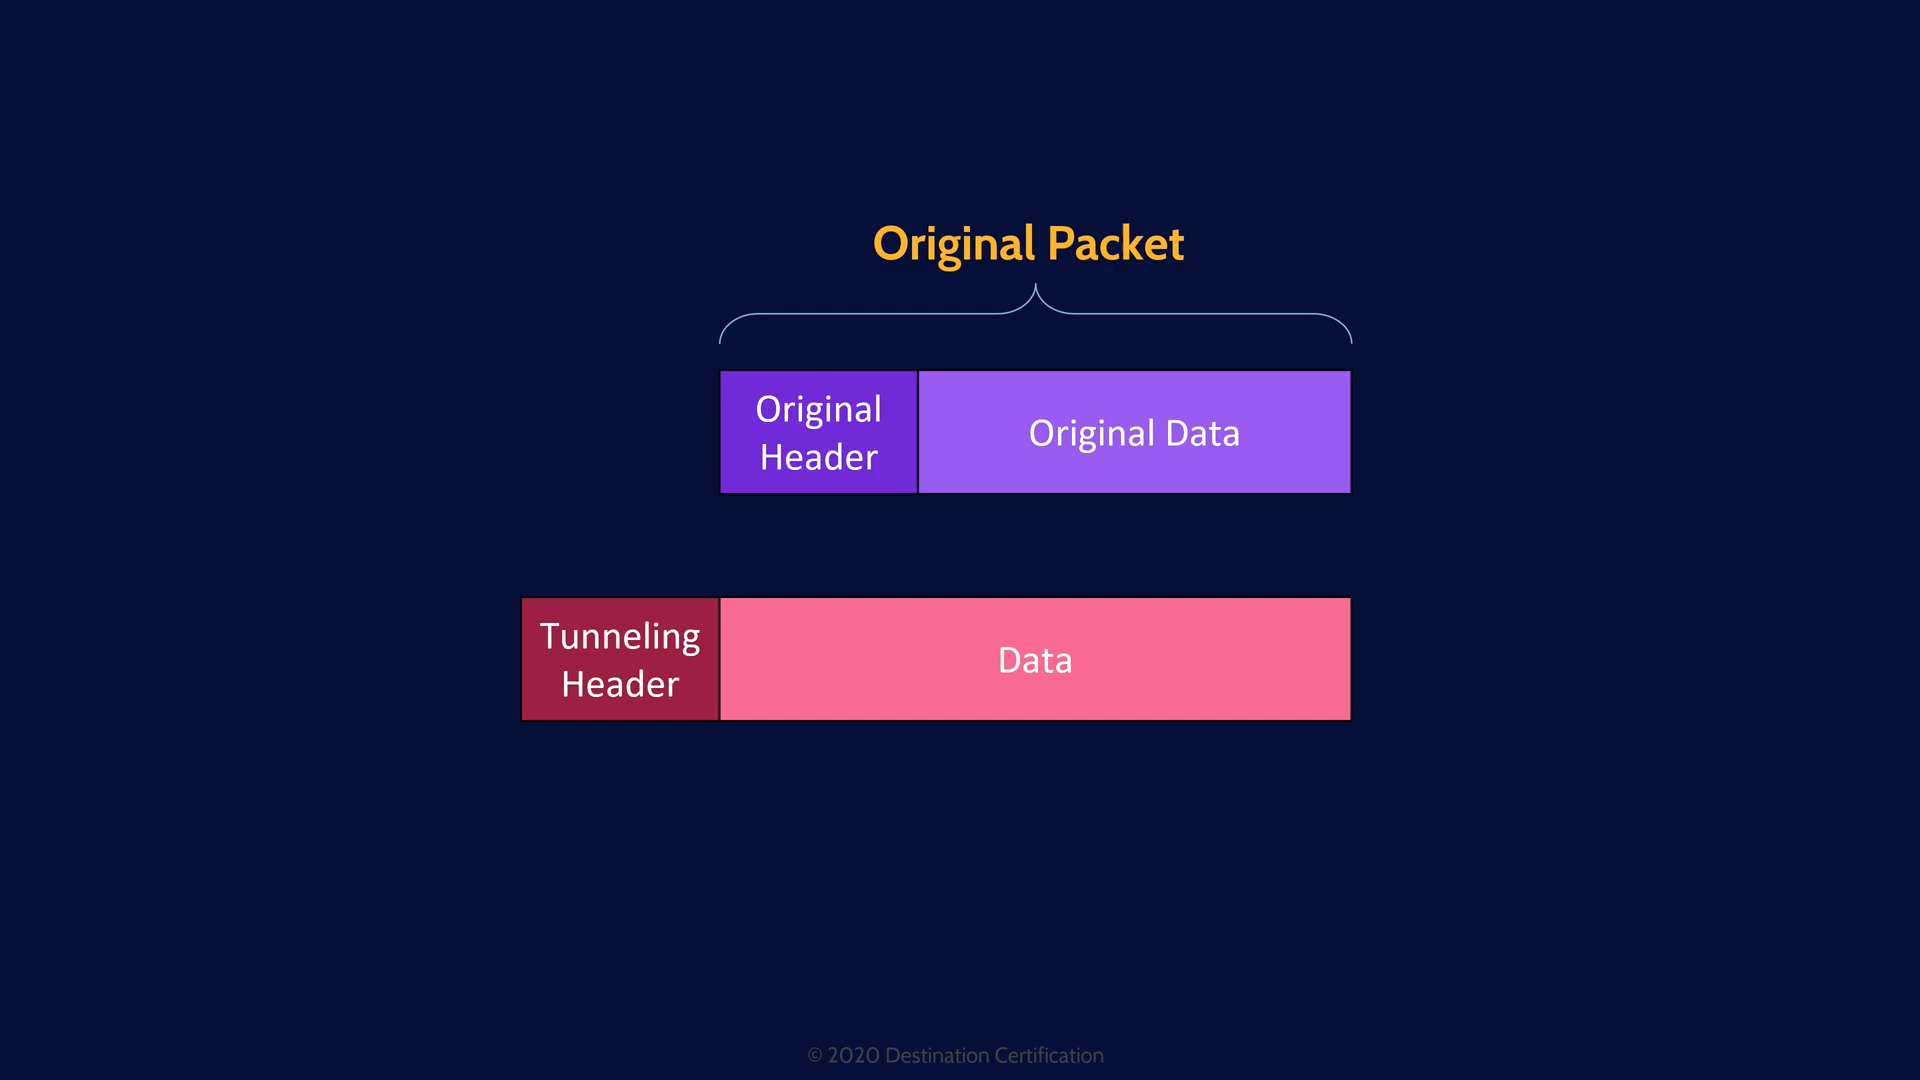 Original Packet
Original
Header
Original Data
Tunneling
Header
Data
© 2020 Destination Certification